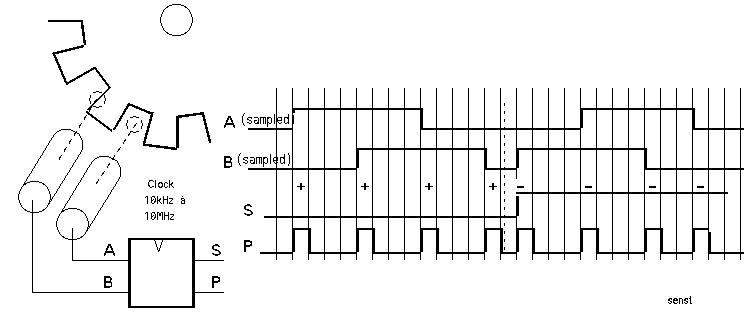 A (sampled)
B (sampled)
+ + + + - - - -
Clock
10kHz à
10MHz
S
P
A S
B P
senst